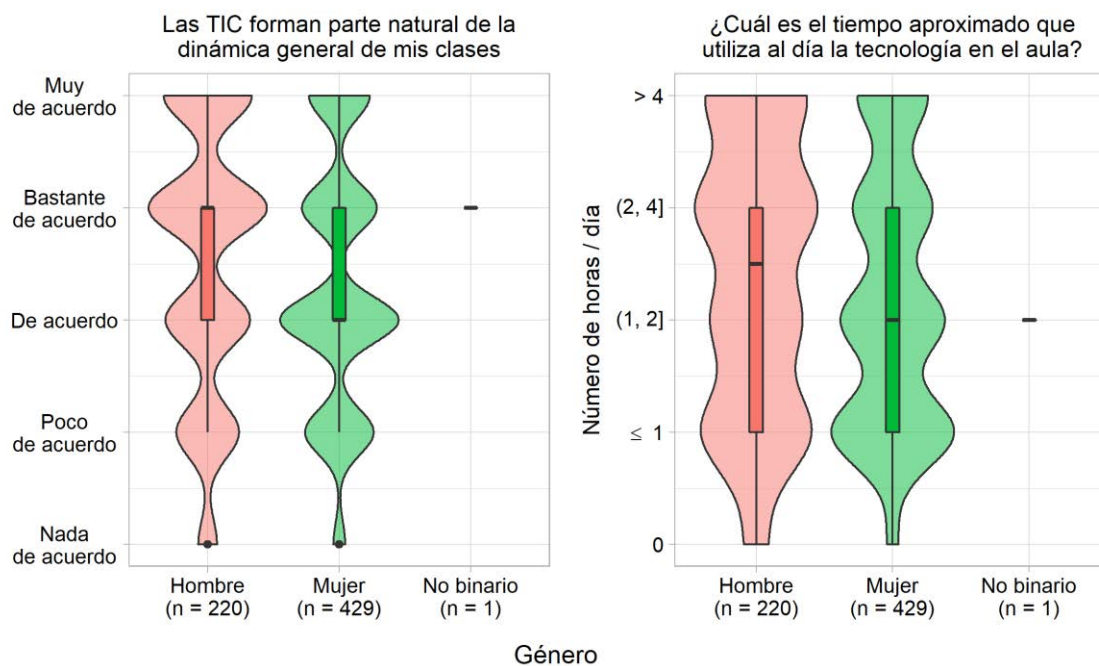 Las TIC forman parte natural de la
dinámica general de mis clases
Muy
de acuerdo
Bastante
de acuerdo
De acuerdo
Poco
de acuerdo
Nada
de acuerdo
Hombre
(n = 220)
Mujer
(n = 429)
No binario
(n = 1)
¿Cuál es el tiempo aproximado que
utiliza al día la tecnología en el aula?
Número de horas / día
> 4
(2, 4]
(1, 2]
≤ 1
0
Hombre
(n = 220)
Mujer
(n = 429)
No binario
(n = 1)
Género